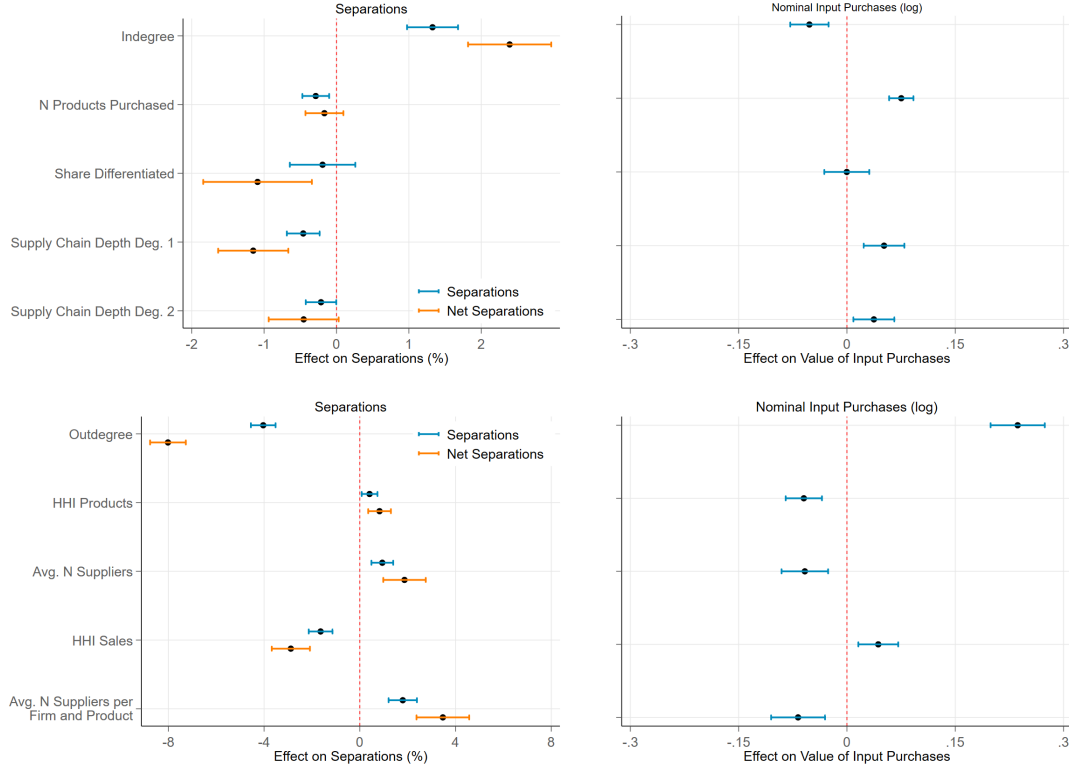 Separations
Indegree
N Products Purchased
Share Differentiated
Supply Chain Depth Deg. 1
Supply Chain Depth Deg. 2
Separations
Net Separations
-2
-1
0
1
2
Effect on Separations (%)
Nominal Input Purchases (log)
-.3
-.15
0
.15
.3
Effect on Value of Input Purchases
Separations
Outdegree
HHI Products
Avg. N Suppliers
HHI Sales
Avg. N Suppliers per
Firm and Product
Separations
Net Separations
-8
-4
0
4
8
Effect on Separations (%)
Nominal Input Purchases (log)
-.3
-.15
0
.15
.3
Effect on Value of Input Purchases